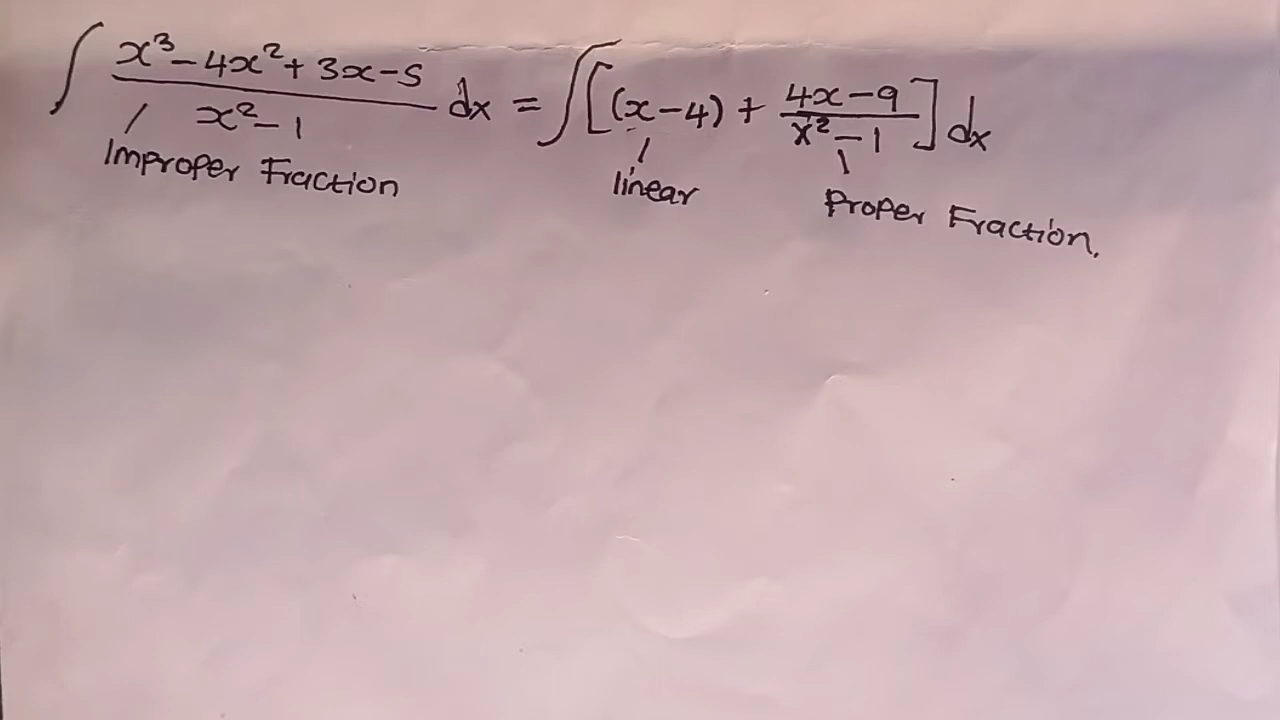 ∫ (x³ − 4x² + 3x − 5)/(x² − 1) dx = ∫[(x − 4) + (4x − 9)/(x² − 1)] dx
Improper Fraction linear Proper Fraction.